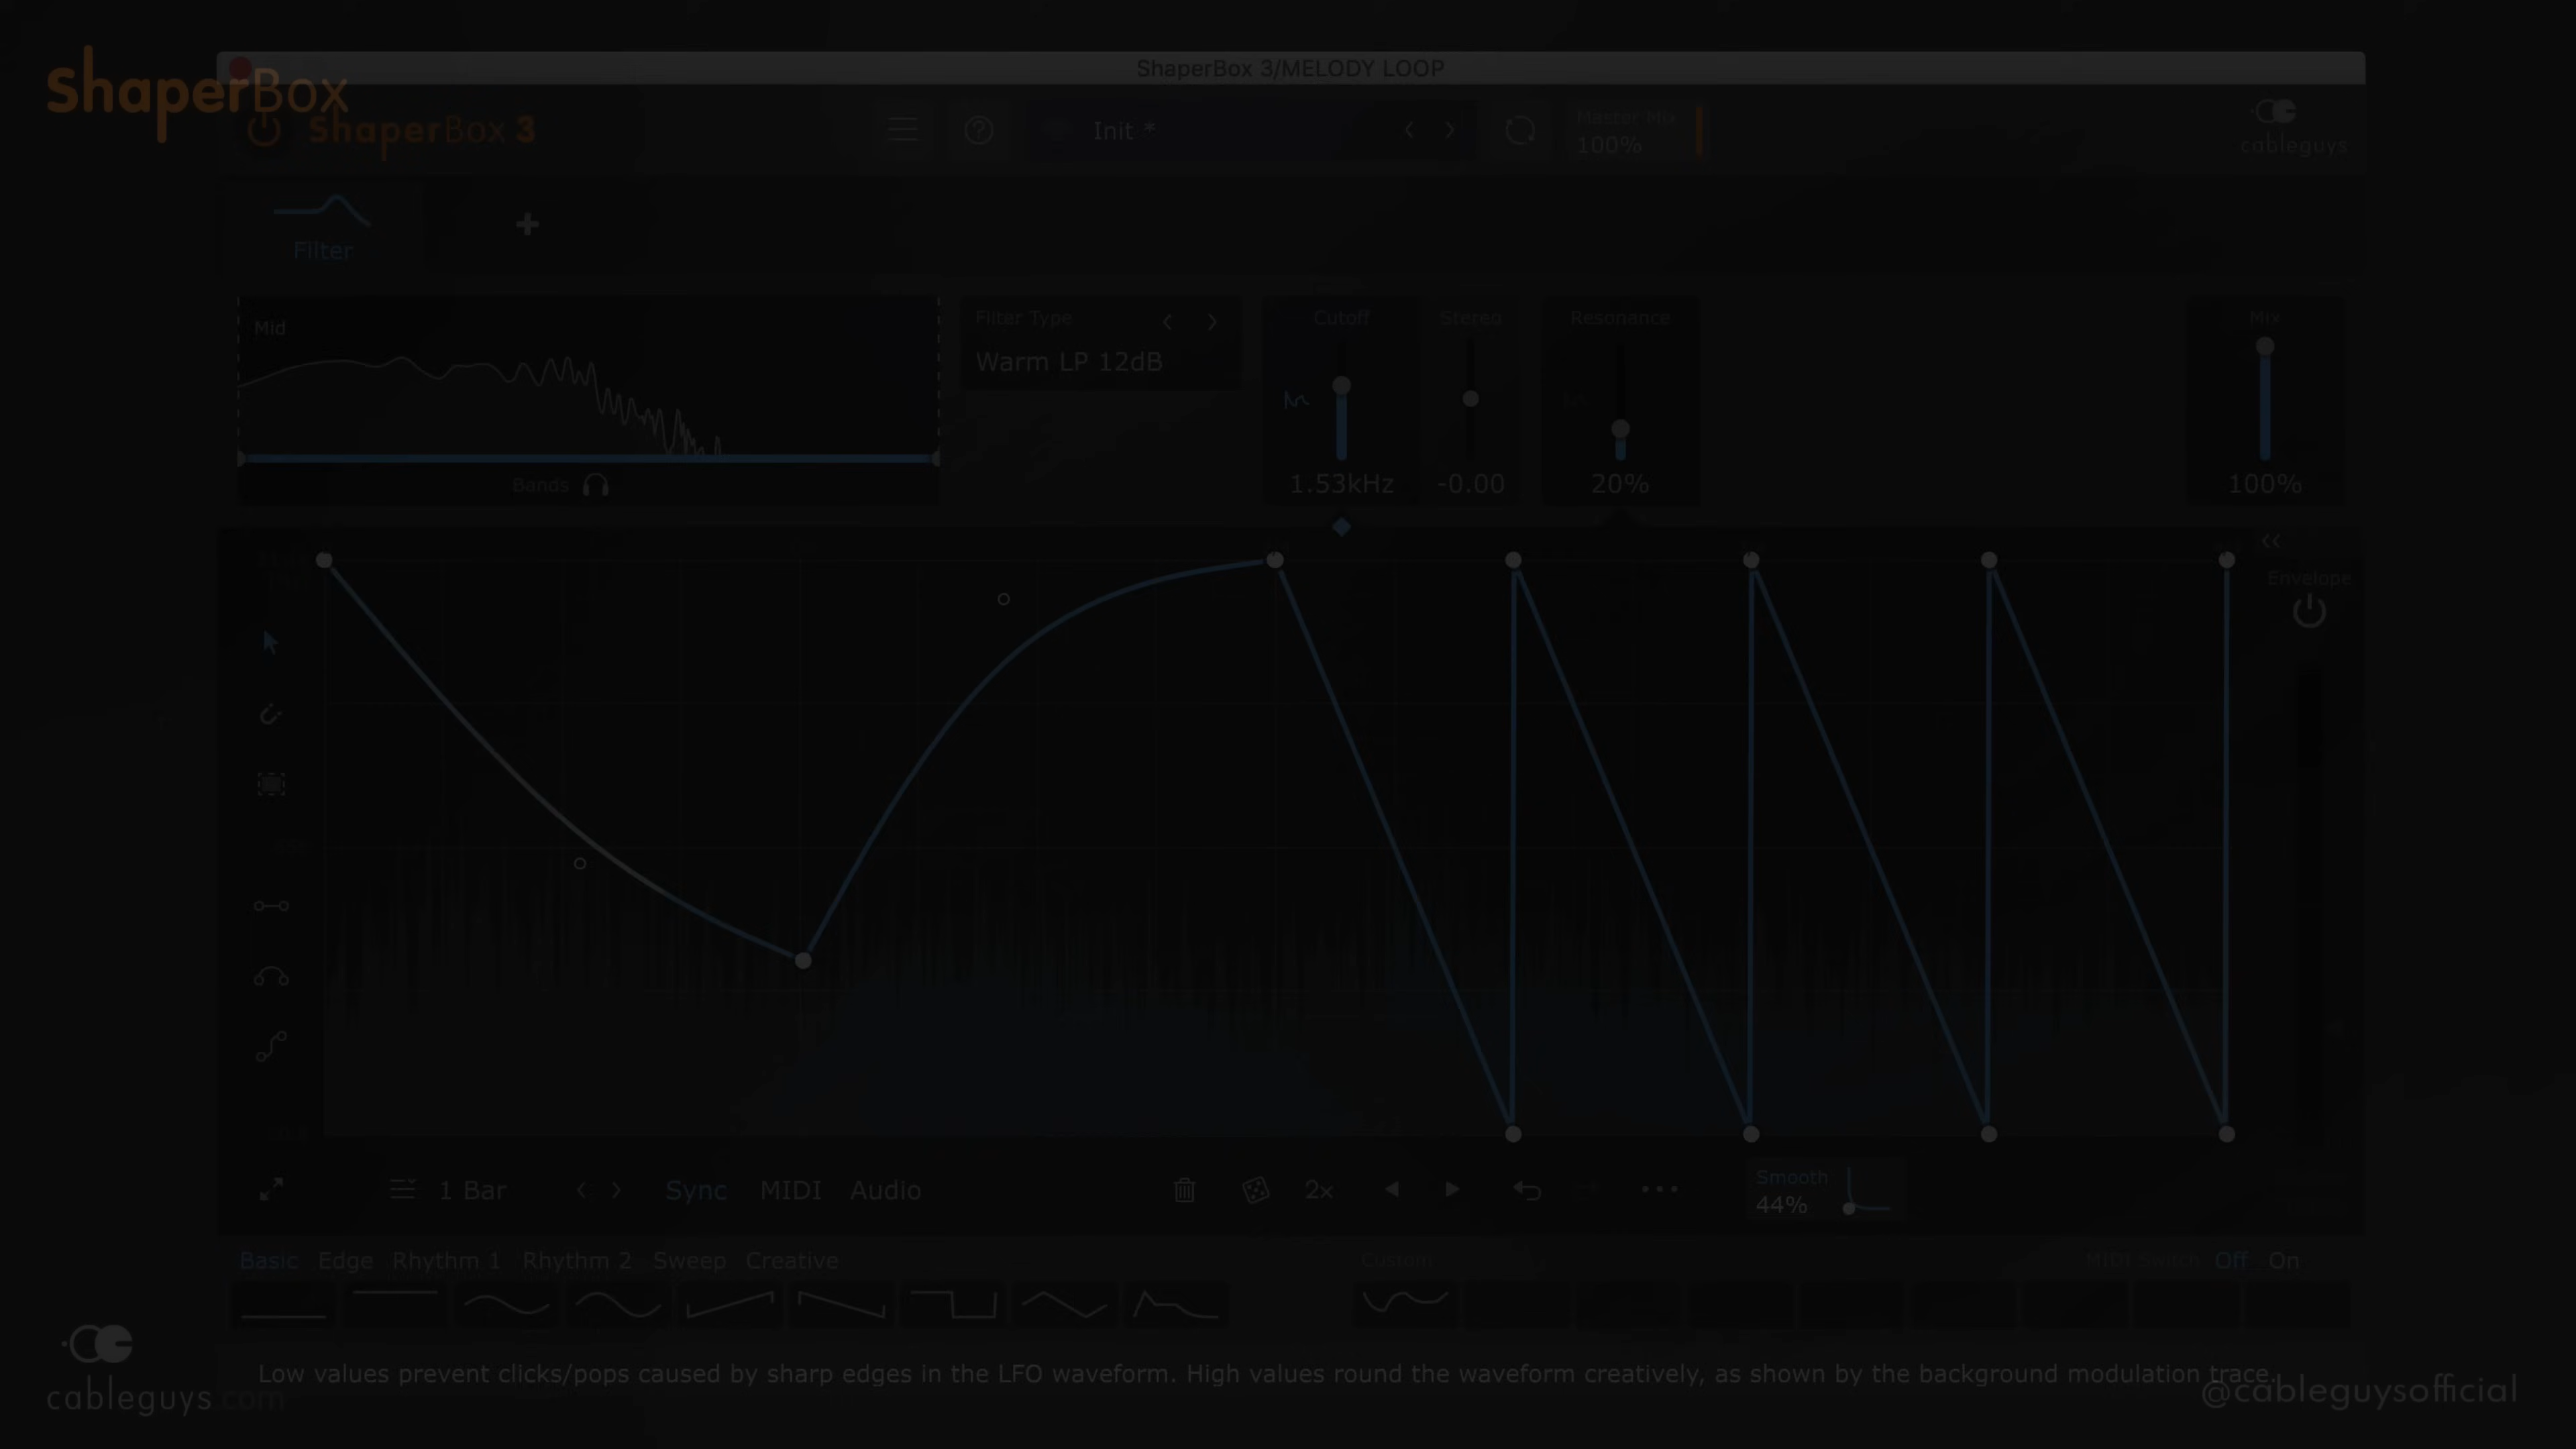 ShaperBox 3/MELODY LOOP
ShaperBox
ShaperBox 3
Init *
Master Mix
100%
cableguys
Filter
Mid
Filter Type
Warm LP 12dB
Cutoff
Stereo
Resonance
Mix
Bands
1.53kHz
-0.00
20%
100%
Envelope
1 Bar
Sync
MIDI
Audio
2x
Smooth
44%
Basic
Edge
Rhythm 1
Rhythm 2
Sweep
Creative
Custom
MIDI Switch
Off
On
Low values prevent clicks/pops caused by sharp edges in the LFO waveform. High values round the waveform creatively, as shown by the background modulation trace.
cableguys.com
@cableguysofficial